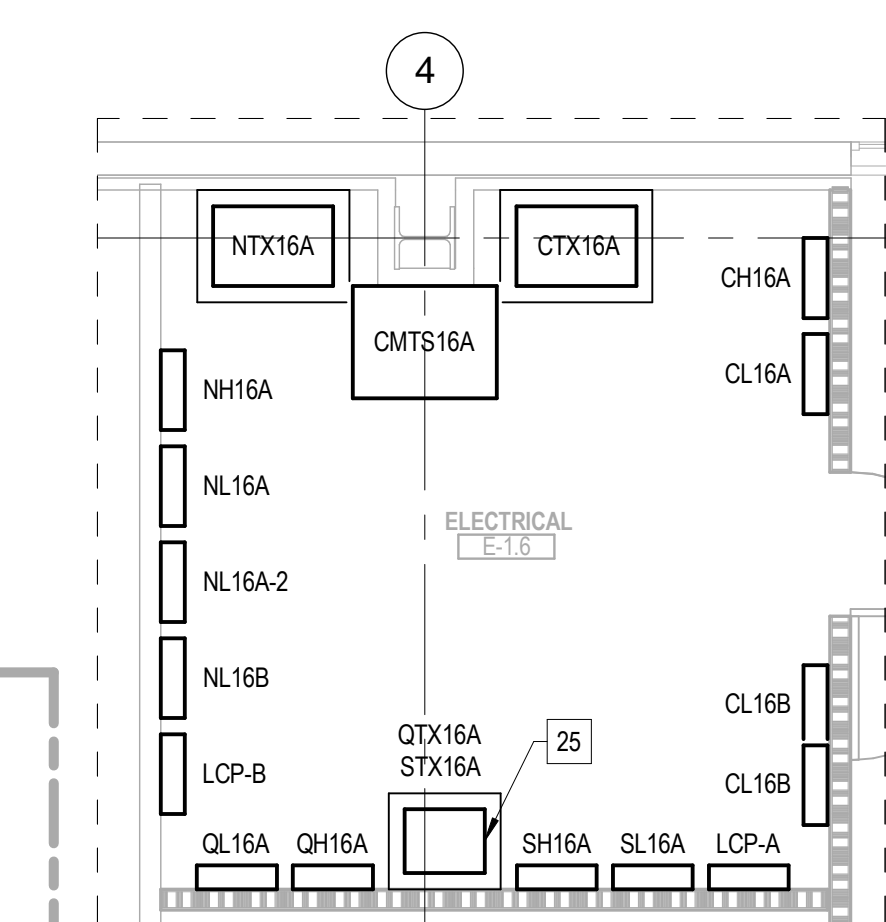 4
NTX16A
CTX16A
CH16A
CMTS16A
CL16A
NH16A
NL16A
ELECTRICAL
E-1.6
NL16A-2
NL16B
CL16B
QTX16A
25
STX16A
LCP-B
CL16B
QL16A
QH16A
SH16A
SL16A
LCP-A